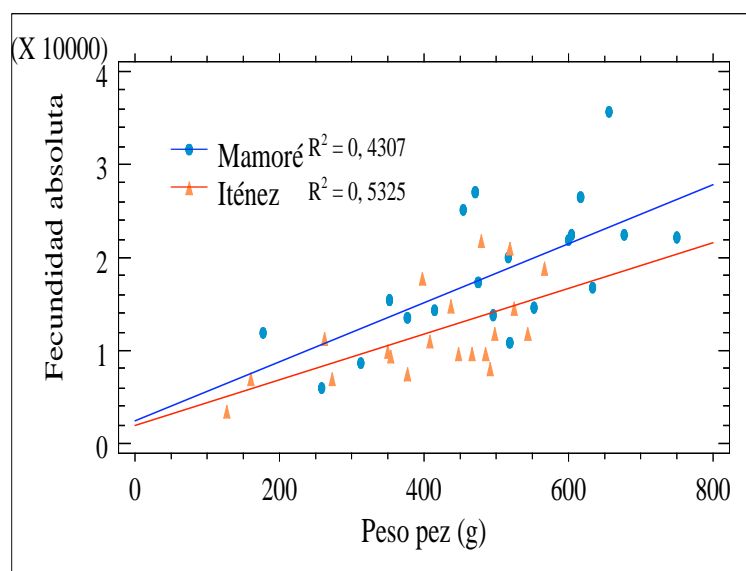 (X 10000)
Fecundidad absoluta
4
3
2
1
0
Mamoré R² = 0, 4307
Iténez R² = 0, 5325
0 200 400 600 800
Peso pez (g)